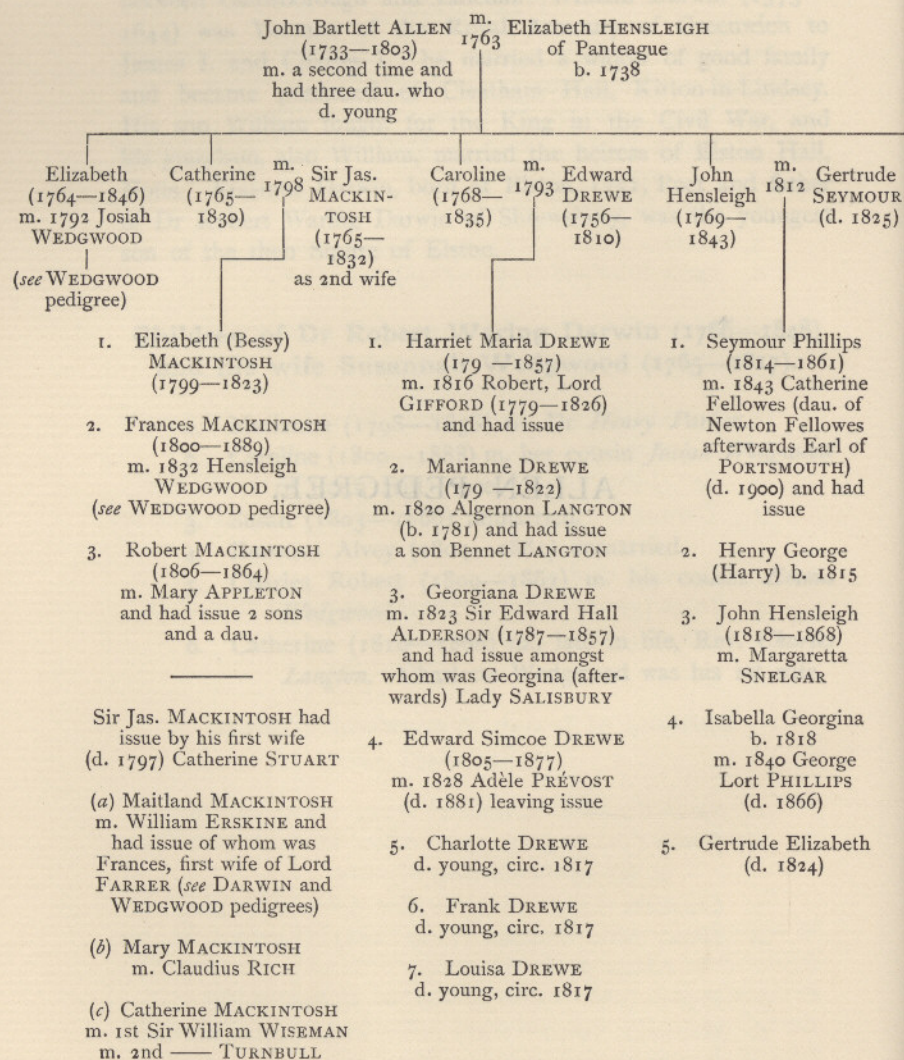 John Bartlett ALLEN m. Elizabeth HENSLEIGH
(1733—1803) 1763 of Panteague
m. a second time and b. 1738
had three dau. who
d. young
Elizabeth
(1764—1846)
m. 1792 Josiah
WEDGWOOD
(see WEDGWOOD
pedigree)
Catherine m. Sir Jas.
(1765— 1798 MACKIN-
1830) TOSH
(1765—
1832)
as 2nd wife
Caroline m. Edward
(1768— 1793 DREWE
1835) (1756—
1810)
John m. Gertrude
Hensleigh 1812 SEYMOUR
(1769— (d. 1825)
1843)
1. Elizabeth (Bessy)
MACKINTOSH
(1799—1823)
2. Frances MACKINTOSH
(1800—1889)
m. 1832 Hensleigh
WEDGWOOD
(see WEDGWOOD pedigree)
3. Robert MACKINTOSH
(1806—1864)
m. Mary APPLETON
and had issue 2 sons
and a dau.
Sir Jas. MACKINTOSH had
issue by his first wife
(d. 1797) Catherine STUART
(a) Maitland MACKINTOSH
m. William ERSKINE and
had issue of whom was
Frances, first wife of Lord
FARRER (see DARWIN and
WEDGWOOD pedigrees)
(b) Mary MACKINTOSH
m. Claudius RICH
(c) Catherine MACKINTOSH
m. 1st Sir William WISEMAN
m. 2nd —— TURNBULL
1. Harriet Maria DREWE
(179 —1857)
m. 1816 Robert, Lord
GIFFORD (1779—1826)
and had issue
2. Marianne DREWE
(179 —1822)
m. 1820 Algernon LANGTON
(b. 1781) and had issue
a son Bennet LANGTON
3. Georgiana DREWE
m. 1823 Sir Edward Hall
ALDERSON (1787—1857)
and had issue amongst
whom was Georgina (after-
wards) Lady SALISBURY
4. Edward Simcoe DREWE
(1805—1877)
m. 1828 Adèle PRÉVOST
(d. 1881) leaving issue
5. Charlotte DREWE
d. young, circ. 1817
6. Frank DREWE
d. young, circ. 1817
7. Louisa DREWE
d. young, circ. 1817
1. Seymour Phillips
(1814—1861)
m. 1843 Catherine
Fellowes (dau. of
Newton Fellowes
afterwards Earl of
PORTSMOUTH)
(d. 1900) and had
issue
2. Henry George
(Harry) b. 1815
3. John Hensleigh
(1818—1868)
m. Margaretta
SNELGAR
4. Isabella Georgina
b. 1818
m. 1840 George
Lort PHILLIPS
(d. 1866)
5. Gertrude Elizabeth
(d. 1824)